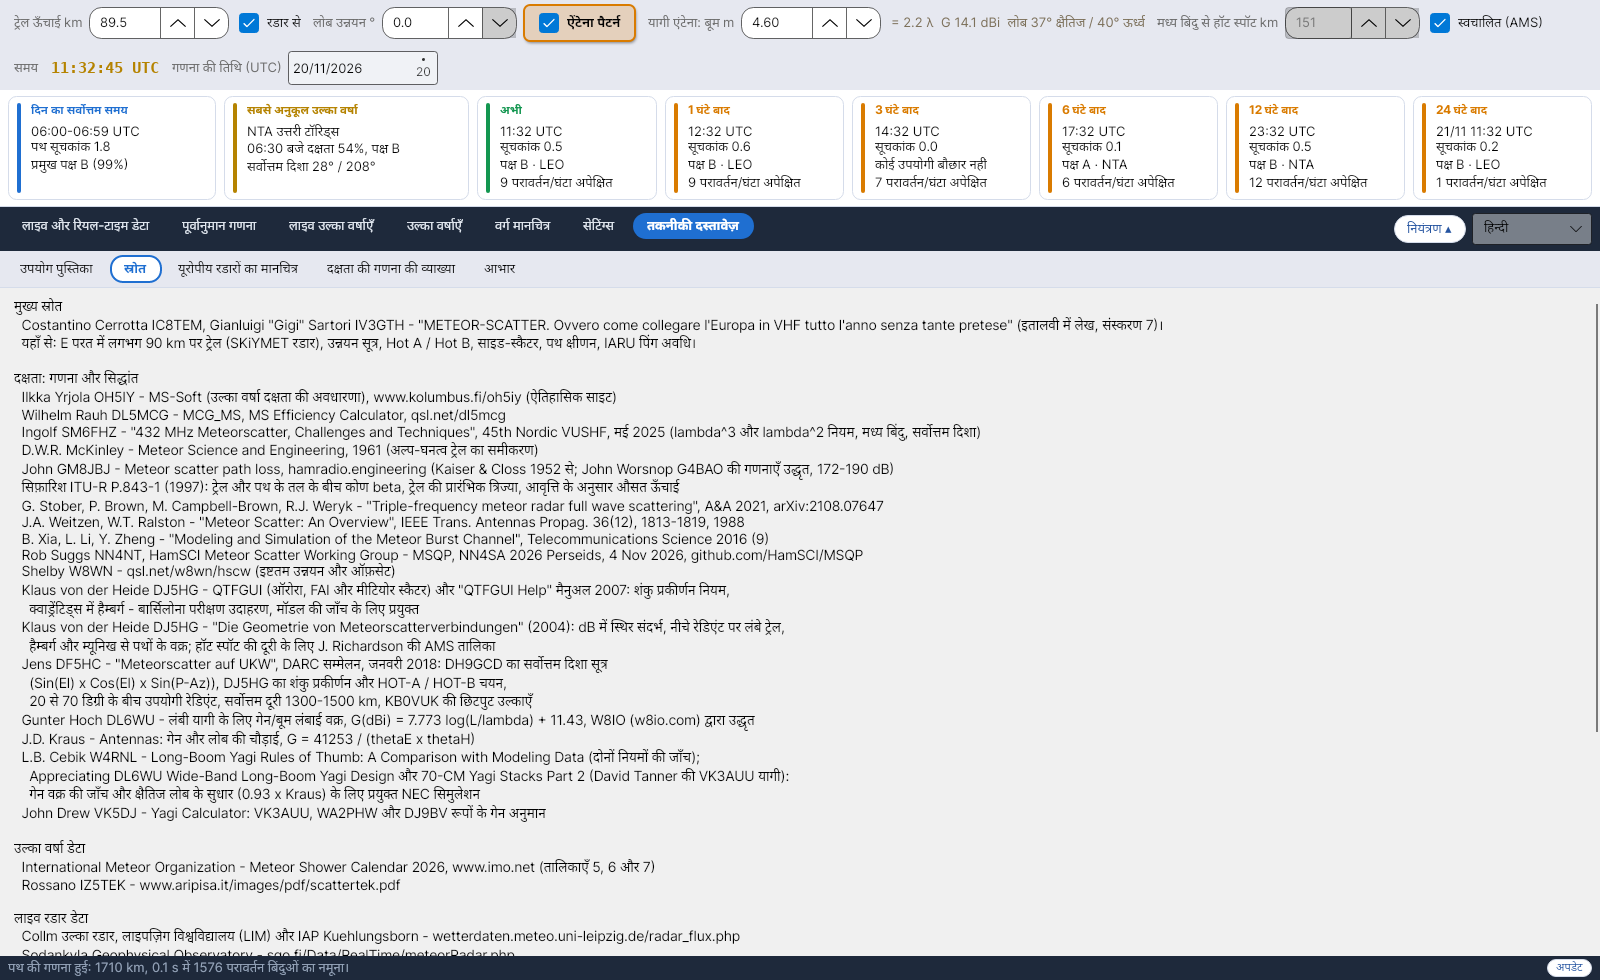 ट्रेल ऊँचाई km 89.5 रडार से लोब उन्नयन ° 0.0 ऐंटेना पैटर्न यागी एंटेना: बूम m 4.60 = 2.2 λ G 14.1 dBi लोब 37° क्षैतिज / 40° ऊर्ध्व मध्य बिंदु से हॉट स्पॉट km 151 स्वचालित (AMS)
समय 11:32:45 UTC गणना की तिथि (UTC) 20/11/2026 20
दिन का सर्वोत्तम समय
06:00-06:59 UTC
पथ सूचकांक 1.8
प्रमुख पक्ष B (99%)
सबसे अनुकूल उल्का वर्षा
NTA उत्तरी टॉरिड्स
06:30 बजे दक्षता 54%, पक्ष B
सर्वोत्तम दिशा 28° / 208°
अभी
11:32 UTC
सूचकांक 0.5
पक्ष B · LEO
9 परावर्तन/घंटा अपेक्षित
1 घंटे बाद
12:32 UTC
सूचकांक 0.6
पक्ष B · LEO
9 परावर्तन/घंटा अपेक्षित
3 घंटे बाद
14:32 UTC
सूचकांक 0.0
कोई उपयोगी बौछार नहीं
7 परावर्तन/घंटा अपेक्षित
6 घंटे बाद
17:32 UTC
सूचकांक 0.1
पक्ष A · NTA
6 परावर्तन/घंटा अपेक्षित
12 घंटे बाद
23:32 UTC
सूचकांक 0.5
पक्ष B · NTA
12 परावर्तन/घंटा अपेक्षित
24 घंटे बाद
21/11 11:32 UTC
सूचकांक 0.2
पक्ष B · LEO
1 परावर्तन/घंटा अपेक्षित
लाइव और रियल-टाइम डेटा पूर्वानुमान गणना लाइव उल्का वर्षाएँ उल्का वर्षाएँ वर्ग मानचित्र सेटिंग्स तकनीकी दस्तावेज़ नियंत्रण ▴ हिन्दी
उपयोग पुस्तिका स्रोत यूरोपीय रडारों का मानचित्र दक्षता की गणना की व्याख्या आभार
मुख्य स्रोत
Costantino Cerrotta IC8TEM, Gianluigi "Gigi" Sartori IV3GTH - "METEOR-SCATTER. Ovvero come collegare l'Europa in VHF tutto l'anno senza tante pretese" (इतालवी में लेख, संस्करण 7)।
यहाँ से: E परत में लगभग 90 km पर ट्रेल (SKiYMET रडार), उन्नयन सूत्र, Hot A / Hot B, साइड-स्कैटर, पथ क्षीणन, IARU पिंग अवधि।
दक्षता: गणना और सिद्धांत
Ilkka Yrjola OH5IY - MS-Soft (उल्का वर्षा दक्षता की अवधारणा), www.kolumbus.fi/oh5iy (ऐतिहासिक साइट)
Wilhelm Rauh DL5MCG - MCG_MS, MS Efficiency Calculator, qsl.net/dl5mcg
Ingolf SM6FHZ - "432 MHz Meteorscatter, Challenges and Techniques", 45th Nordic VUSHF, मई 2025 (lambda^3 और lambda^2 नियम, मध्य बिंदु, सर्वोत्तम दिशा)
D.W.R. McKinley - Meteor Science and Engineering, 1961 (अल्प-घनत्व ट्रेल का समीकरण)
John GM8JBJ - Meteor scatter path loss, hamradio.engineering (Kaiser & Closs 1952 से; John Worsnop G4BAO की गणनाएँ उद्धृत, 172-190 dB)
सिफ़ारिश ITU-R P.843-1 (1997): ट्रेल और पथ के तल के बीच कोण beta, ट्रेल की प्रारंभिक त्रिज्या, आवृत्ति के अनुसार औसत ऊँचाई
G. Stober, P. Brown, M. Campbell-Brown, R.J. Weryk - "Triple-frequency meteor radar full wave scattering", A&A 2021, arXiv:2108.07647
J.A. Weitzen, W.T. Ralston - "Meteor Scatter: An Overview", IEEE Trans. Antennas Propag. 36(12), 1813-1819, 1988
B. Xia, L. Li, Y. Zheng - "Modeling and Simulation of the Meteor Burst Channel", Telecommunications Science 2016 (9)
Rob Suggs NN4NT, HamSCI Meteor Scatter Working Group - MSQP, NN4SA 2026 Perseids, 4 Nov 2026, github.com/HamSCI/MSQP
Shelby W8WN - qsl.net/w8wn/hscw (इष्टतम उन्नयन और ऑफ़सेट)
Klaus von der Heide DJ5HG - QTFGUI (ऑरोरा, FAI और मीटियोर स्कैटर) और "QTFGUI Help" मैनुअल 2007: शंकु प्रकीर्णन नियम,
क्वाड्रेंटिड्स में हैम्बर्ग - बार्सिलोना परीक्षण उदाहरण, मॉडल की जाँच के लिए प्रयुक्त
Klaus von der Heide DJ5HG - "Die Geometrie von Meteorscatterverbindungen" (2004): dB में स्थिर संदर्भ, नीचे रेडिएंट पर लंबे ट्रेल,
हैम्बर्ग और म्यूनिख से पथों के वक्र; हॉट स्पॉट की दूरी के लिए J. Richardson की AMS तालिका
Jens DF5HC - "Meteorscatter auf UKW", DARC सम्मेलन, जनवरी 2018: DH9GCD का सर्वोत्तम दिशा सूत्र
(Sin(El) x Cos(El) x Sin(P-Az)), DJ5HG का शंकु प्रकीर्णन और HOT-A / HOT-B चयन,
20 से 70 डिग्री के बीच उपयोगी रेडिएंट, सर्वोत्तम दूरी 1300-1500 km, KB0VUK की छिटपुट उल्काएँ
Gunter Hoch DL6WU - लंबी यागी के लिए गेन/बूम लंबाई वक्र, G(dBi) = 7.773 log(L/lambda) + 11.43, W8IO (w8io.com) द्वारा उद्धृत
J.D. Kraus - Antennas: गेन और लोब की चौड़ाई, G = 41253 / (thetaE x thetaH)
L.B. Cebik W4RNL - Long-Boom Yagi Rules of Thumb: A Comparison with Modeling Data (दोनों नियमों की जाँच);
Appreciating DL6WU Wide-Band Long-Boom Yagi Design और 70-CM Yagi Stacks Part 2 (David Tanner की VK3AUU यागी):
गेन वक्र की जाँच और क्षैतिज लोब के सुधार (0.93 x Kraus) के लिए प्रयुक्त NEC सिमुलेशन
John Drew VK5DJ - Yagi Calculator: VK3AUU, WA2PHW और DJ9BV रूपों के गेन अनुमान
उल्का वर्षा डेटा
International Meteor Organization - Meteor Shower Calendar 2026, www.imo.net (तालिकाएँ 5, 6 और 7)
Rossano IZ5TEK - www.aripisa.it/images/pdf/scattertek.pdf
लाइव रडार डेटा
Collm उल्का रडार, लाइपज़िग विश्वविद्यालय (LIM) और IAP Kuehlungsborn - wetterdaten.meteo.uni-leipzig.de/radar_flux.php
Sodankyla Geophysical Observatory - sgo.fi/Data/RealTime/meteorRadar.php
पथ की गणना हुई: 1710 km, 0.1 s में 1576 परावर्तन बिंदुओं का नमूना। अपडेट